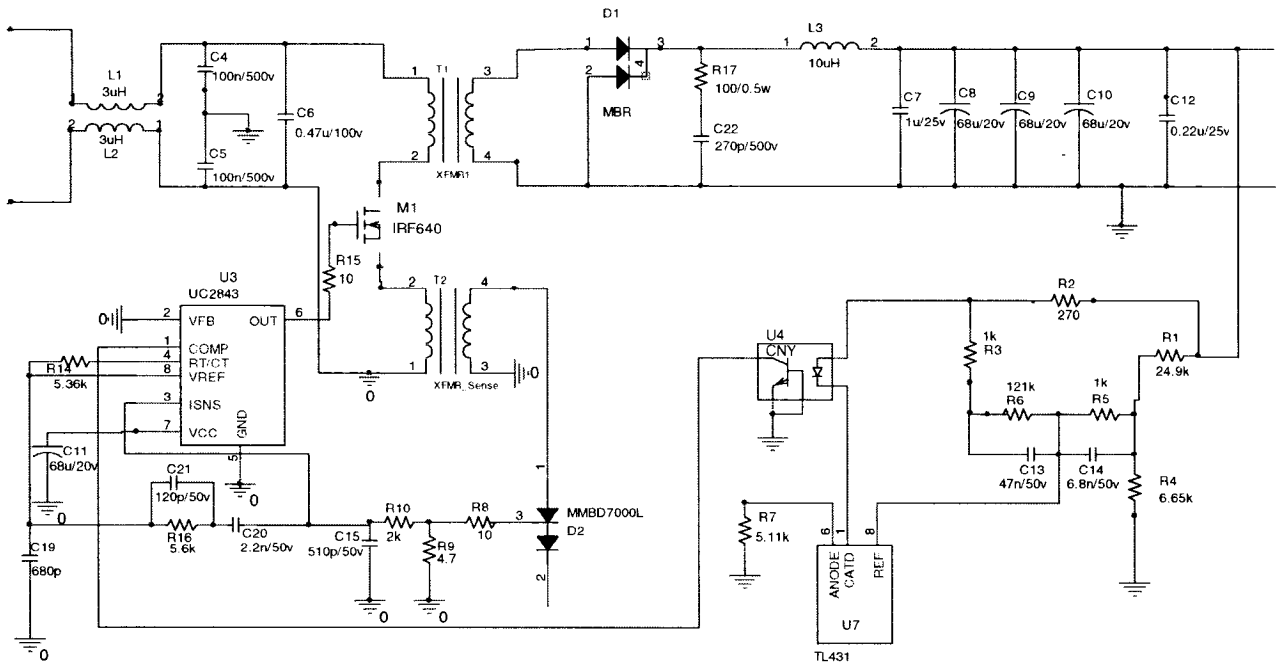 D1
L3
1
3
1
2
2
4
10uH
MBR
L1
3uH
1
2
2
1
3uH
L2
C4
100n/500v
C5
100n/500v
C6
0.47u/100v
T1
1
3
2
4
XFMR1
R17
100/0.5w
C22
270p/500v
C7
1u/25v
C8
68u/20v
C9
68u/20v
C10
68u/20v
C12
0.22u/25v
M1
IRF640
R15
10
U3
UC2843
0
2
VFB
OUT
6
1
COMP
4
RT/CT
8
VREF
3
ISNS
7
VCC
GND
5
0
R14
5.36k
T2
2
4
1
3
XFMR_Sense
0
0
U4
CNY
R2
270
1k
R3
R1
24.9k
121k
R6
1k
R5
C13
47n/50v
C14
6.8n/50v
R4
6.65k
C11
68u/20v
0
C21
120p/50v
R16
5.6k
C20
2.2n/50v
C15
510p/50v
0
R10
2k
R9
4.7
0
R8
10
1
3
MMBD7000L
D2
2
C19
680p
0
R7
5.11k
6
1
8
ANODE
CATD
REF
U7
TL431